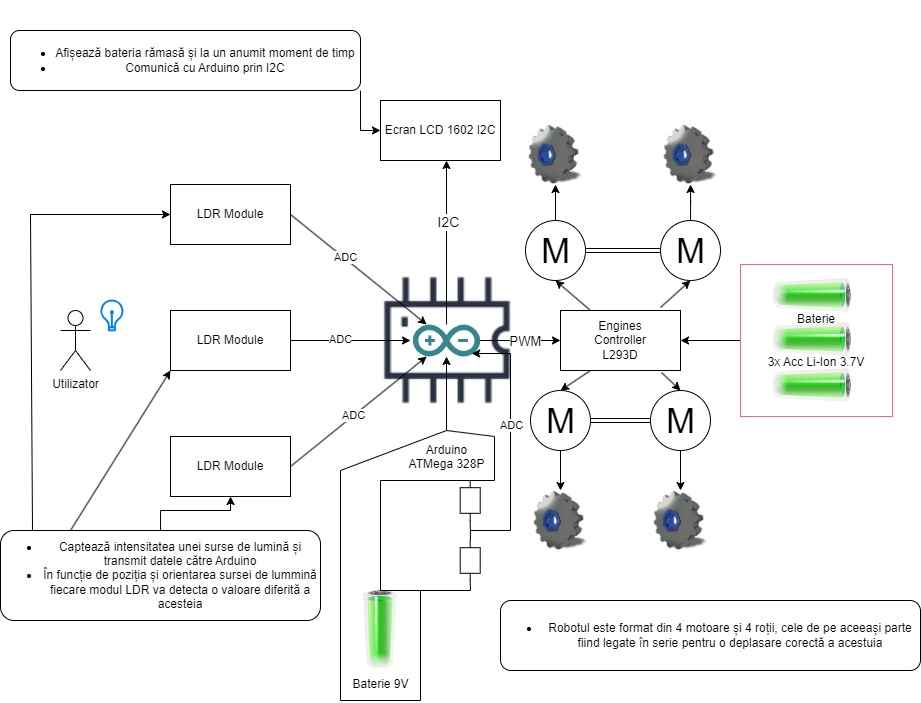 Afișează bateria rămasă și la un anumit moment de timp
Comunică cu Arduino prin I2C
Ecran LCD 1602 I2C
I2C
LDR Module
ADC
LDR Module
ADC
LDR Module
ADC
Utilizator
PWM
ADC
Arduino
ATMega 328P
M
M
Engines
Controller
L293D
M
M
Baterie
3x Acc Li-Ion 3.7V
Captează intensitatea unei surse de lumină și
transmit datele către Arduino
În funcție de poziția și orientarea sursei de lummină
fiecare modul LDR va detecta o valoare diferită a
acesteia
Baterie 9V
Robotul este format din 4 motoare și 4 roții, cele de pe aceeași parte
fiind legate în serie pentru o deplasare corectă a acestuia